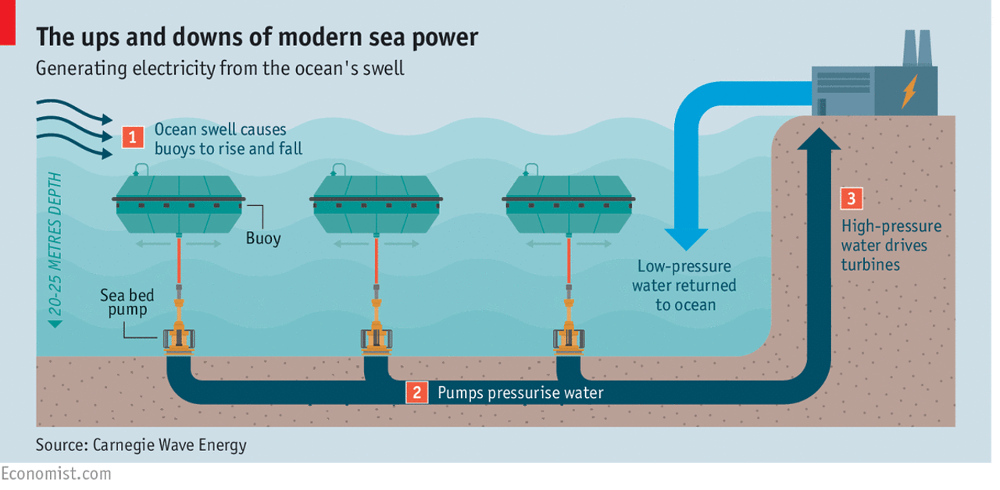 The ups and downs of modern sea power
Generating electricity from the ocean's swell
1
Ocean swell causes
buoys to rise and fall
20-25 METRES DEPTH
Buoy
Sea bed
pump
Low-pressure
water returned
to ocean
3
High-pressure
water drives
turbines
2 Pumps pressurise water
Source: Carnegie Wave Energy
Economist.com